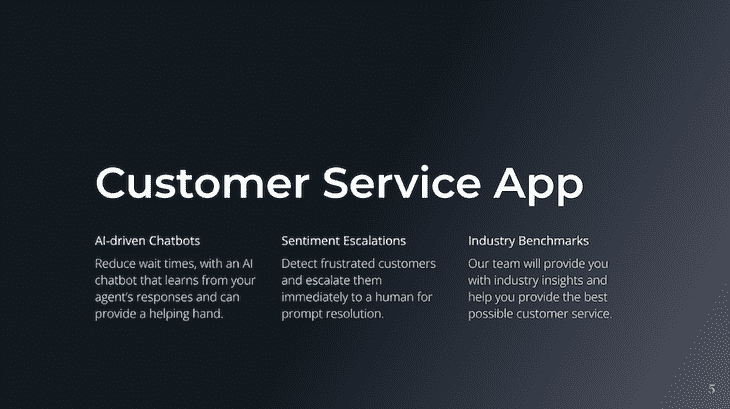 Customer Service App
AI-driven Chatbots
Reduce wait times, with an AI
chatbot that learns from your
agent's responses and can
provide a helping hand.
Sentiment Escalations
Detect frustrated customers
and escalate them
immediately to a human for
prompt resolution.
Industry Benchmarks
Our team will provide you
with industry insights and
help you provide the best
possible customer service.
5